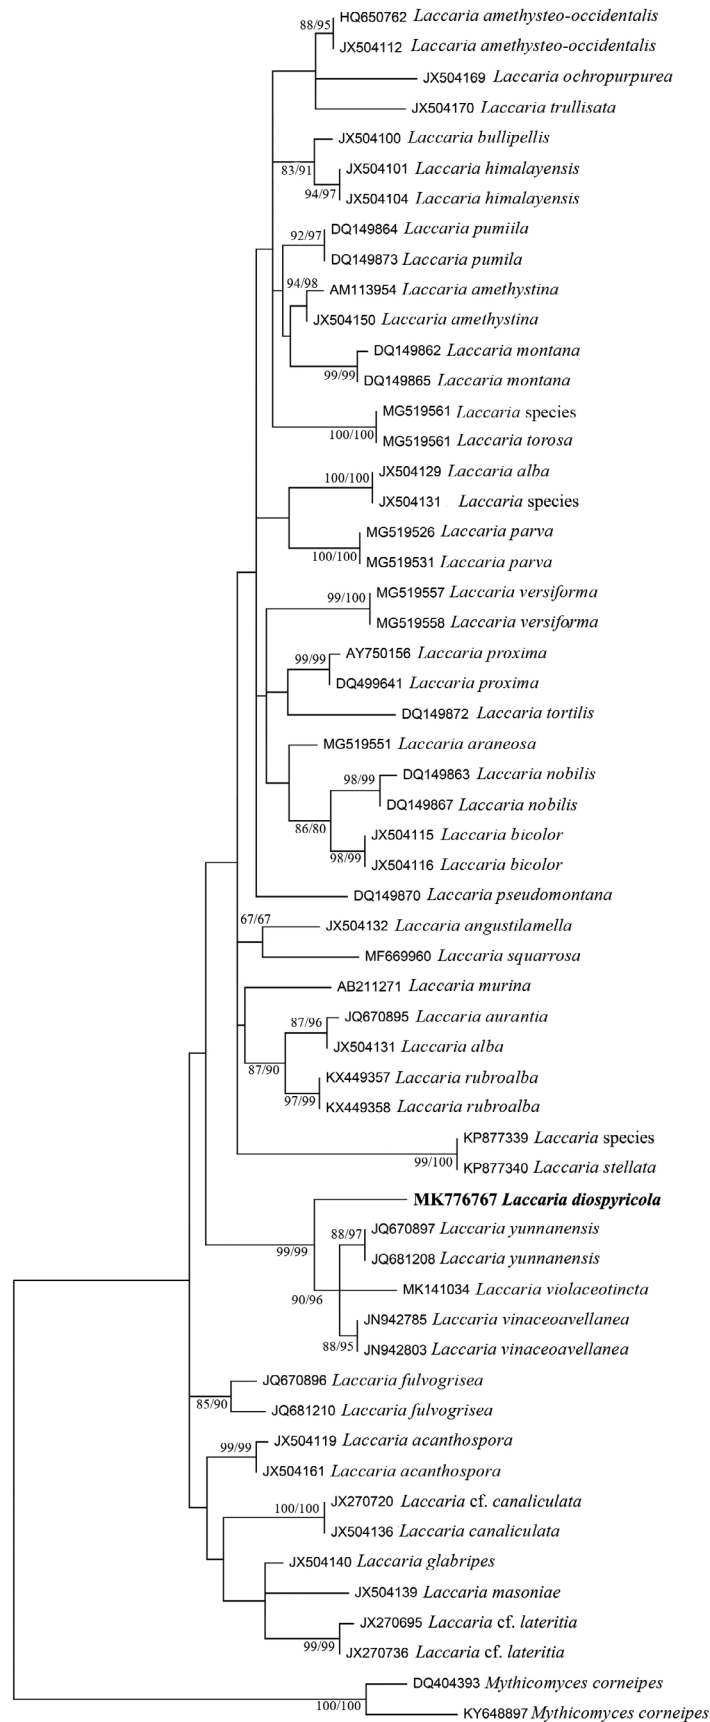 88/95
HQ650762 Laccaria amethysteo-occidentalis
JX504112 Laccaria amethysteo-occidentalis
JX504169 Laccaria ochropurpurea
JX504170 Laccaria trullisata
JX504100 Laccaria bullipellis
83/91
JX504101 Laccaria himalayensis
94/97
JX504104 Laccaria himalayensis
DQ149864 Laccaria pumiila
92/97
DQ149873 Laccaria pumila
94/98
AM113954 Laccaria amethystina
JX504150 Laccaria amethystina
DQ149862 Laccaria montana
99/99
DQ149865 Laccaria montana
MG519561 Laccaria species
100/100
MG519561 Laccaria torosa
JX504129 Laccaria alba
100/100
JX504131 Laccaria species
MG519526 Laccaria parva
100/100
MG519531 Laccaria parva
MG519557 Laccaria versiforma
99/100
MG519558 Laccaria versiforma
AY750156 Laccaria proxima
99/99
DQ499641 Laccaria proxima
DQ149872 Laccaria tortilis
MG519551 Laccaria araneosa
98/99
DQ149863 Laccaria nobilis
DQ149867 Laccaria nobilis
86/80
JX504115 Laccaria bicolor
98/99
JX504116 Laccaria bicolor
DQ149870 Laccaria pseudomontana
67/67
JX504132 Laccaria angustilamella
MF669960 Laccaria squarrosa
AB211271 Laccaria murina
87/96
JQ670895 Laccaria aurantia
JX504131 Laccaria alba
87/90
KX449357 Laccaria rubroalba
97/99
KX449358 Laccaria rubroalba
KP877339 Laccaria species
99/100
KP877340 Laccaria stellata
MK776767 Laccaria diospyricola
88/97
JQ670897 Laccaria yunnanensis
99/99
JQ681208 Laccaria yunnanensis
MK141034 Laccaria violaceotincta
90/96
JN942785 Laccaria vinaceoavellanea
88/95
JN942803 Laccaria vinaceoavellanea
JQ670896 Laccaria fulvogrisea
85/90
JQ681210 Laccaria fulvogrisea
99/99
JX504119 Laccaria acanthospora
JX504161 Laccaria acanthospora
100/100
JX270720 Laccaria cf. canaliculata
JX504136 Laccaria canaliculata
JX504140 Laccaria glabripes
JX504139 Laccaria masoniae
JX270695 Laccaria cf. lateritia
99/99
JX270736 Laccaria cf. lateritia
DQ404393 Mythicomyces corneipes
100/100
KY648897 Mythicomyces corneipes